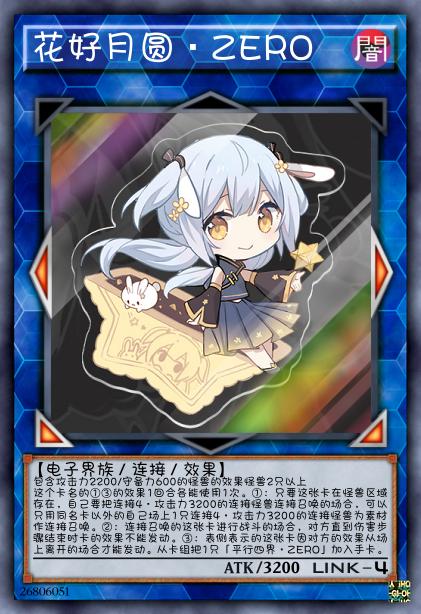 花好月圆·ZERO
闇
【电子界族／连接／效果】
包含攻击力2200/守备力600的怪兽的效果怪兽2只以上
这个卡名的①③的效果1回合各能使用1次。①：只要这张卡在怪兽区域
存在，自己要把连接4·攻击力3200的连接怪兽连接召唤的场合，可以
只用同名卡以外的自己场上1只连接4·攻击力3200的连接怪兽为素材
作连接召唤。②：连接召唤的这张卡进行战斗的场合，对方直到伤害步
骤结束时卡的效果不能发动。③：表侧表示的这张卡因对方的效果从场
上离开的场合才能发动。从卡组把1只「平行四界·ZERO」加入手卡。
ATK/3200 LINK-4
26806051